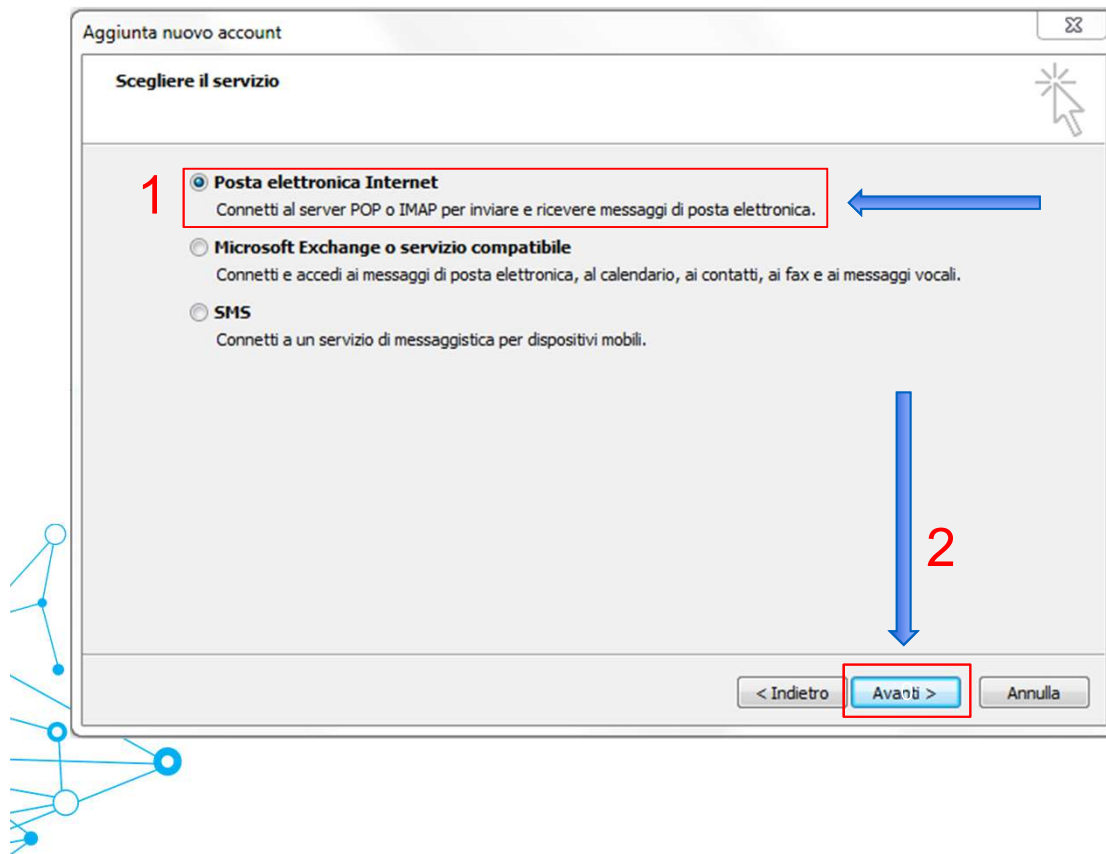 Aggiunta nuovo account
Scegliere il servizio
1
Posta elettronica Internet
Connetti al server POP o IMAP per inviare e ricevere messaggi di posta elettronica.
Microsoft Exchange o servizio compatibile
Connetti e accedi ai messaggi di posta elettronica, al calendario, ai contatti, ai fax e ai messaggi vocali.
SMS
Connetti a un servizio di messaggistica per dispositivi mobili.
2
< Indietro Avanti > Annulla